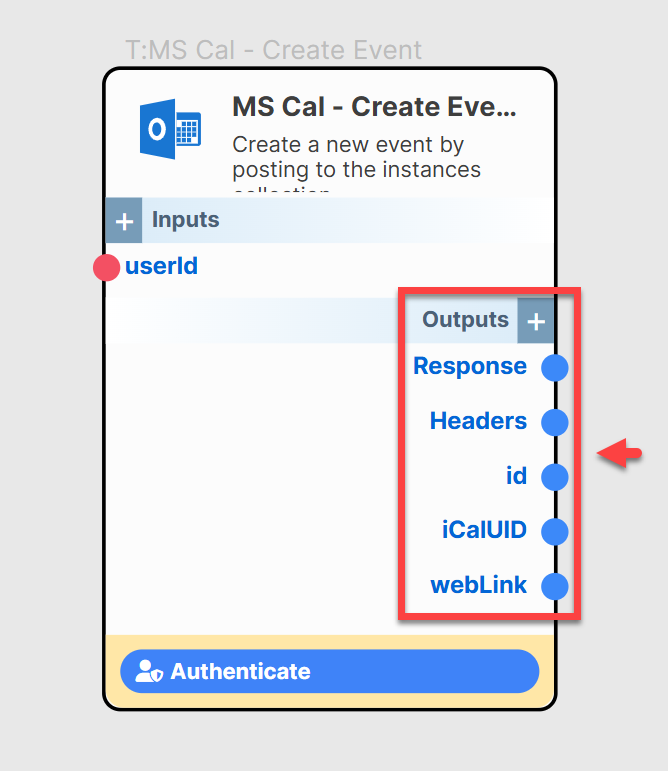 T:MS Cal - Create Event
MS Cal - Create Eve...
Create a new event by
posting to the instances
+ Inputs
userId
Outputs +
Response
Headers
id
iCalUID
webLink
Authenticate